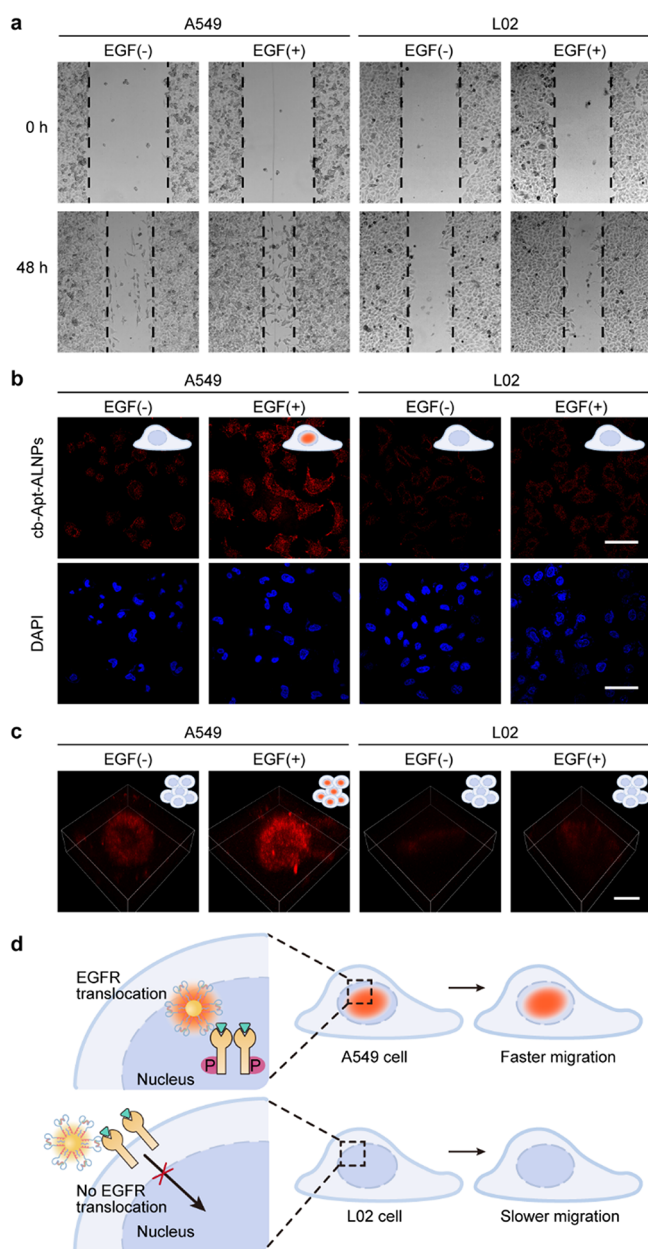 a
A549
L02
EGF(-)
EGF(+)
EGF(-)
EGF(+)
0 h
48 h
b
A549
L02
EGF(-)
EGF(+)
EGF(-)
EGF(+)
cb-Apt-ALNPs
DAPI
c
A549
L02
EGF(-)
EGF(+)
EGF(-)
EGF(+)
d
EGFR
translocation
P
P
Nucleus
A549 cell
Faster migration
No EGFR
translocation
Nucleus
L02 cell
Slower migration